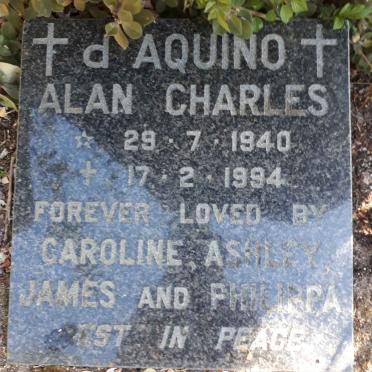 ✝ d'AQUINO ✝
ALAN CHARLES
☆ 29·7·1940
✝ 17·2·1994
FOREVER LOVED BY
CAROLINE, ASHLEY,
JAMES AND PHILIPPA
REST IN PEACE